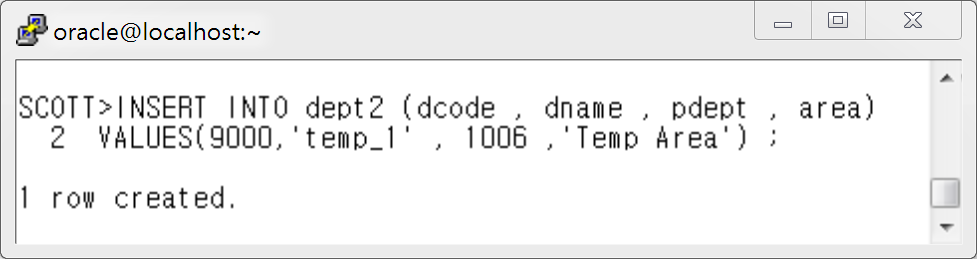 oracle@localhost:~
SCOTT>INSERT INTO dept2 (dcode , dname , pdept , area)
2 VALUES(9000,'temp_1' , 1006 ,'Temp Area') ;
1 row created.